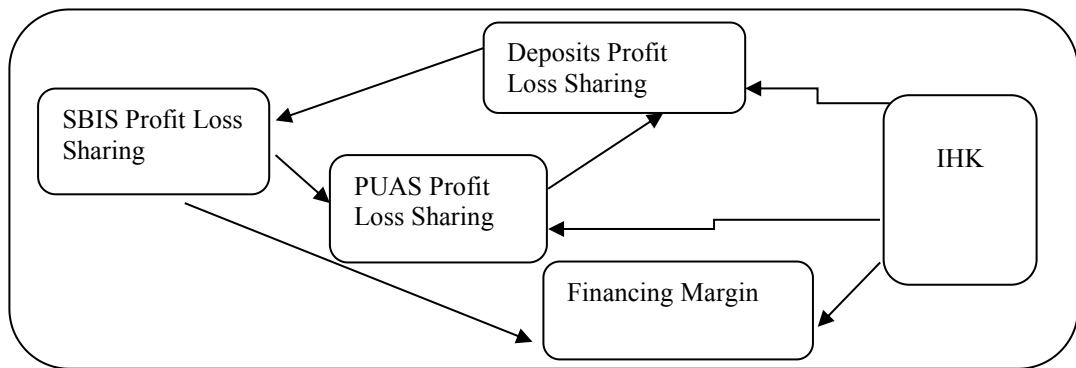 Deposits Profit
Loss Sharing
SBIS Profit Loss
Sharing
PUAS Profit
Loss Sharing
IHK
Financing Margin